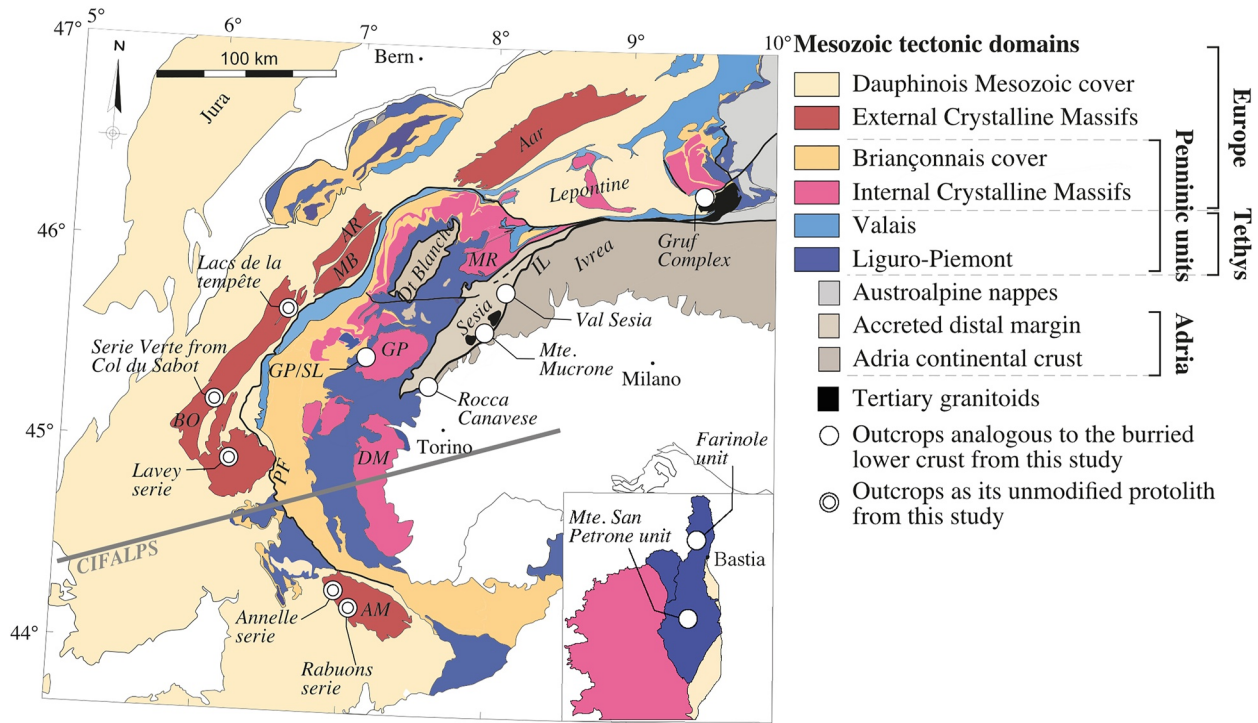 47°
5°
6°
7°
8°
9°
10°
N
100 km
Bern
Jura
Aar
Lepontine
46°
AR
MB
Dt Blanche
MR
IL
Ivrea
Gruf
Complex
Lacs de la
tempête
Sesia
Val Sesia
Serie Verte from
Col du Sabot
GP/SL
GP
Mte.
Mucrone
Milano
BO
Rocca
Canavese
45°
Torino
Lavey
serie
PF
DM
CIFALPS
44°
Annelle
serie
AM
Rabuons
serie
Farinole
unit
Mte. San
Petrone unit
Bastia
Mesozoic tectonic domains
Dauphinois Mesozoic cover
External Crystalline Massifs
Briançonnais cover
Internal Crystalline Massifs
Valais
Liguro-Piemont
Austroalpine nappes
Accreted distal margin
Adria continental crust
Tertiary granitoids
Outcrops analogous to the burried
lower crust from this study
Outcrops as its unmodified protolith
from this study
Penninic units
Europe
Tethys
Adria